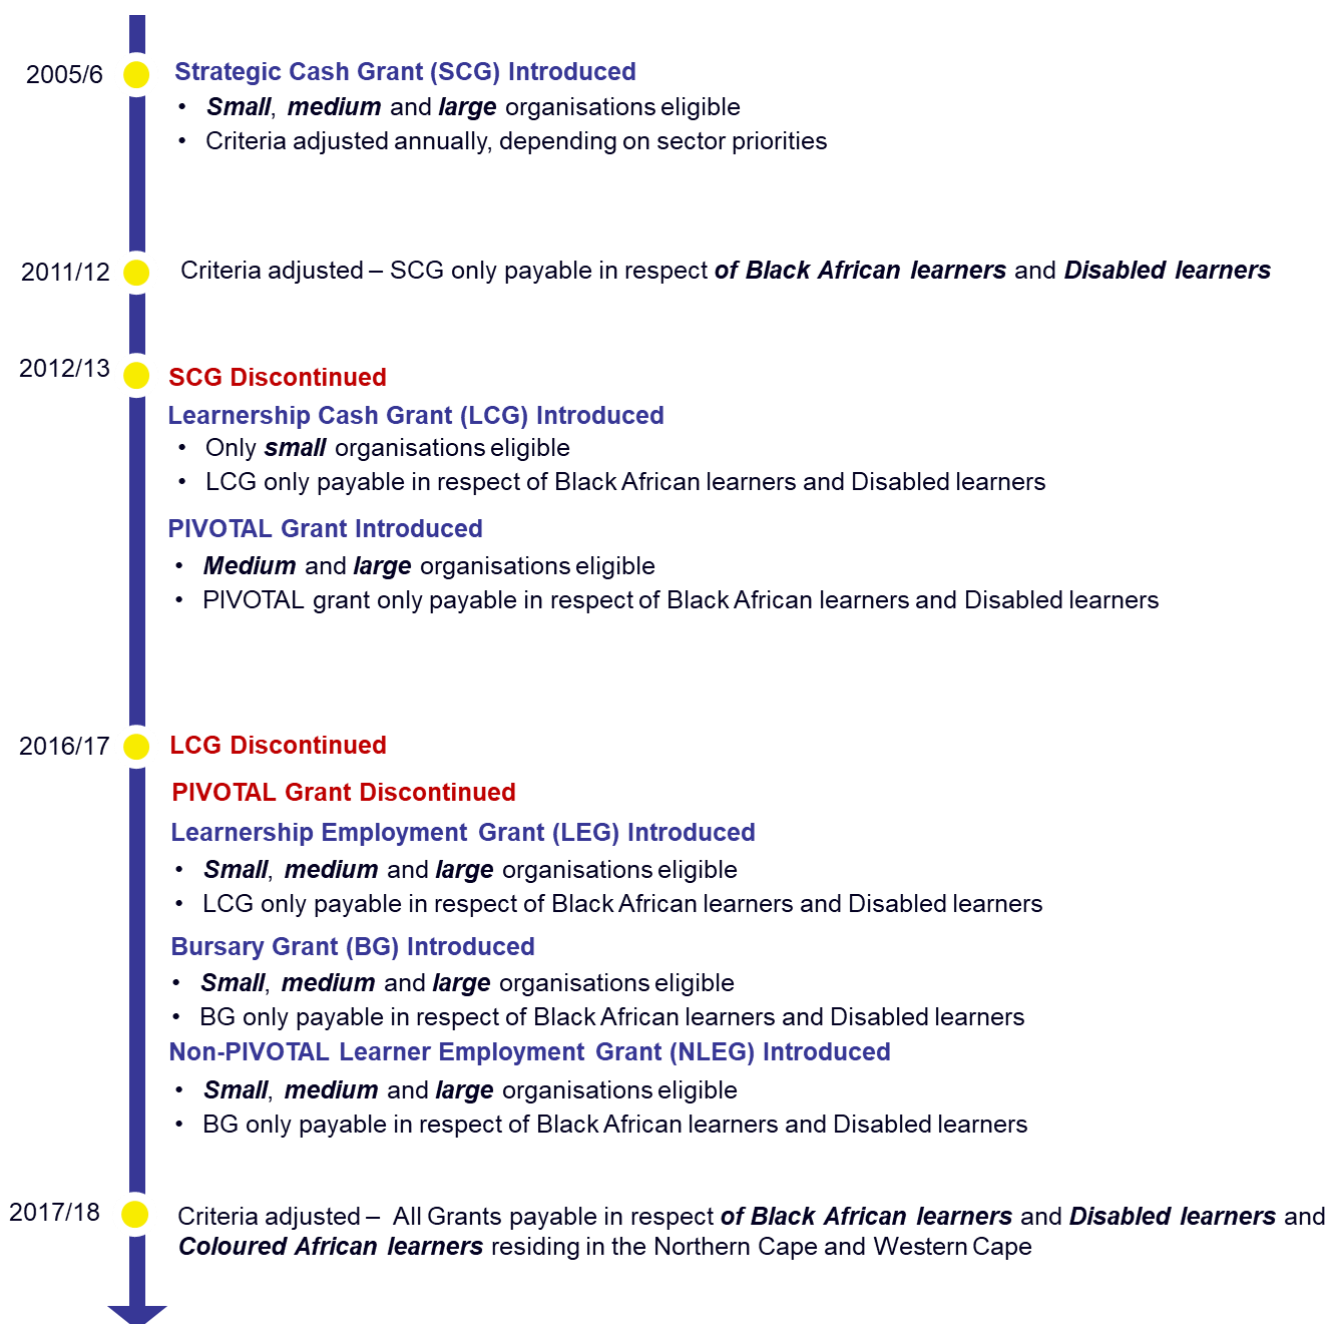 2005/6
Strategic Cash Grant (SCG) Introduced
• Small, medium and large organisations eligible
• Criteria adjusted annually, depending on sector priorities
2011/12
Criteria adjusted – SCG only payable in respect of Black African learners and Disabled learners
2012/13
SCG Discontinued
Learnership Cash Grant (LCG) Introduced
• Only small organisations eligible
• LCG only payable in respect of Black African learners and Disabled learners
PIVOTAL Grant Introduced
• Medium and large organisations eligible
• PIVOTAL grant only payable in respect of Black African learners and Disabled learners
2016/17
LCG Discontinued
PIVOTAL Grant Discontinued
Learnership Employment Grant (LEG) Introduced
• Small, medium and large organisations eligible
• LCG only payable in respect of Black African learners and Disabled learners
Bursary Grant (BG) Introduced
• Small, medium and large organisations eligible
• BG only payable in respect of Black African learners and Disabled learners
Non-PIVOTAL Learner Employment Grant (NLEG) Introduced
• Small, medium and large organisations eligible
• BG only payable in respect of Black African learners and Disabled learners
2017/18
Criteria adjusted – All Grants payable in respect of Black African learners and Disabled learners and
Coloured African learners residing in the Northern Cape and Western Cape